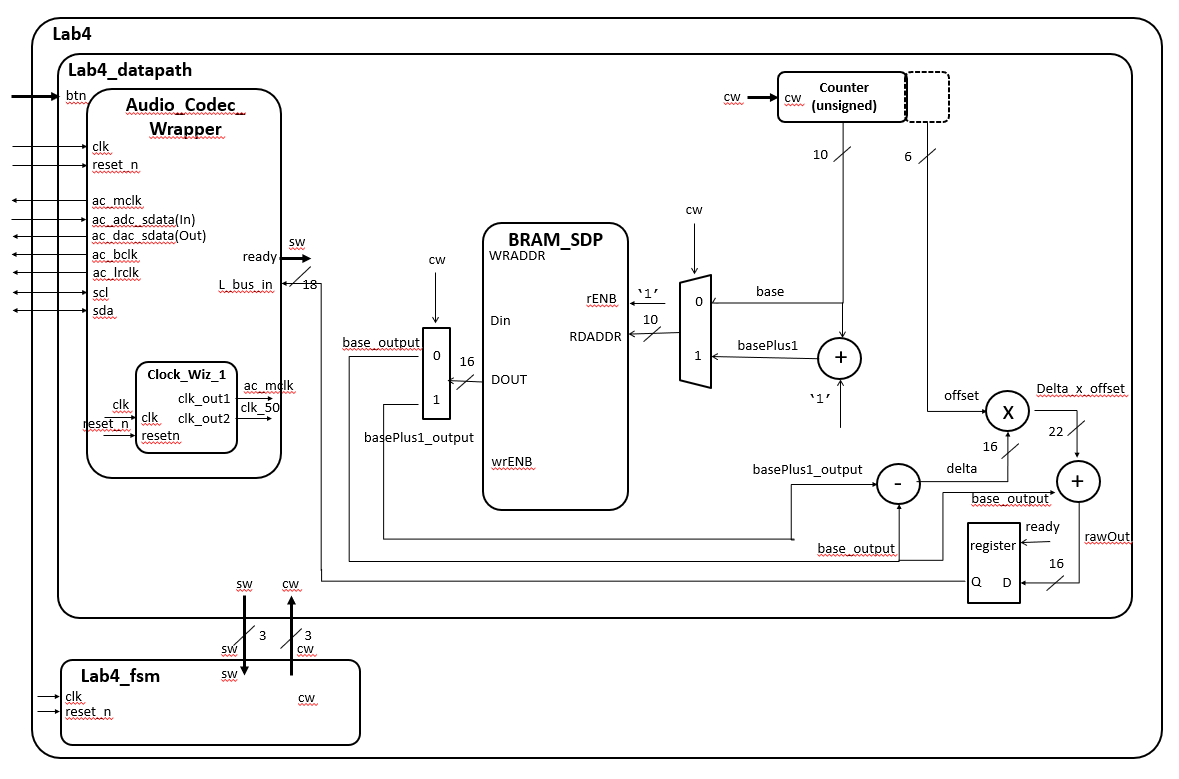 Lab4
Lab4_datapath
btn
Audio_Codec_
Wrapper
clk
reset_n
ac_mclk
ac_adc_sdata(In)
ac_dac_sdata(Out)
ac_bclk
ac_lrclk
scl
sda
ready
sw
L_bus_in
18
Clock_Wiz_1
clk_out1
clk_out2
ac_mclk
clk_50
clk
clk
reset_n
resetn
cw
cw
Counter
(unsigned)
10
6
cw
BRAM_SDP
WRADDR
rENB
'1'
RDADDR
10
Din
DOUT
wrENB
0
1
base
basePlus1
+
'1'
cw
base_output
0
1
16
basePlus1_output
offset
X
Delta_x_offset
22
16
basePlus1_output
-
delta
+
base_output
base_output
rawOut
register
ready
16
Q
D
sw
cw
3
3
sw
cw
Lab4_fsm
sw
cw
clk
reset_n